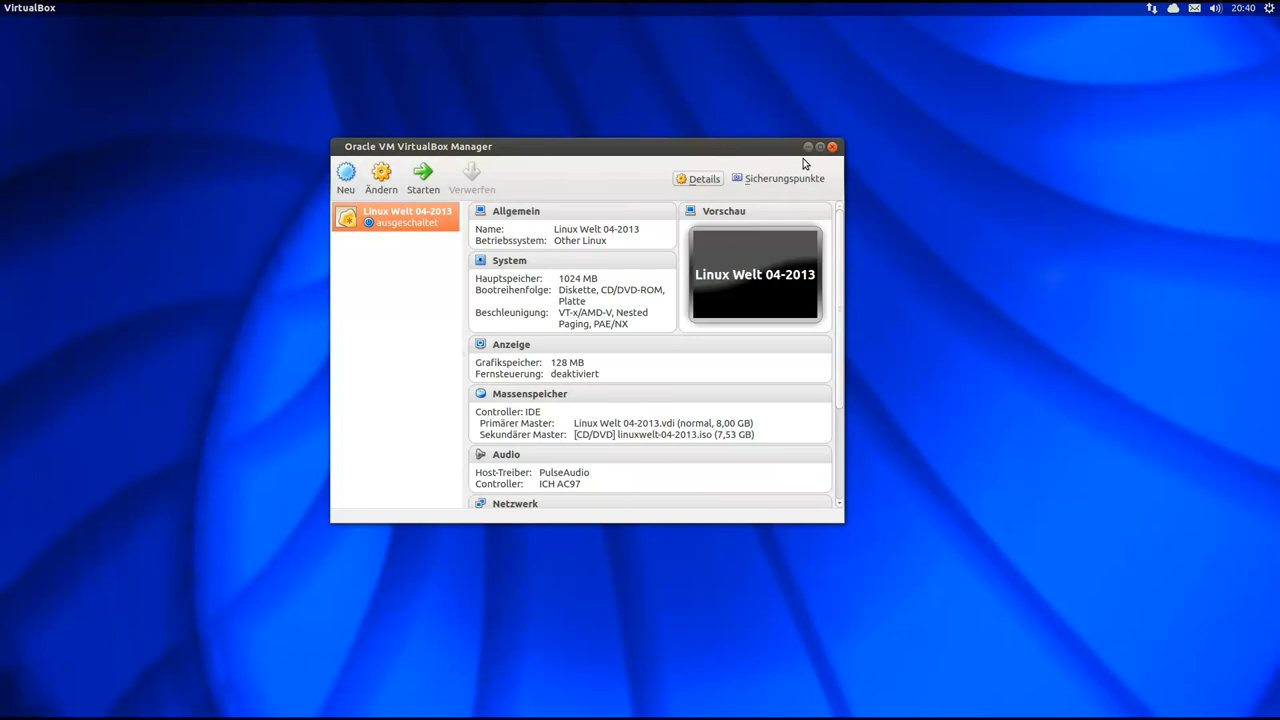 VirtualBox
20:40
Oracle VM VirtualBox Manager
Neu
Ändern
Starten
Verwerfen
Details
Sicherungspunkte
Linux Welt 04-2013
ausgeschaltet
Allgemein
Name: Linux Welt 04-2013
Betriebssystem: Other Linux
System
Hauptspeicher: 1024 MB
Bootreihenfolge: Diskette, CD/DVD-ROM,
Platte
Beschleunigung: VT-x/AMD-V, Nested
Paging, PAE/NX
Vorschau
Linux Welt 04-2013
Anzeige
Grafikspeicher: 128 MB
Fernsteuerung: deaktiviert
Massenspeicher
Controller: IDE
Primärer Master: Linux Welt 04-2013.vdi (normal, 8,00 GB)
Sekundärer Master: [CD/DVD] linuxwelt-04-2013.iso (7,53 GB)
Audio
Host-Treiber: PulseAudio
Controller: ICH AC97
Netzwerk